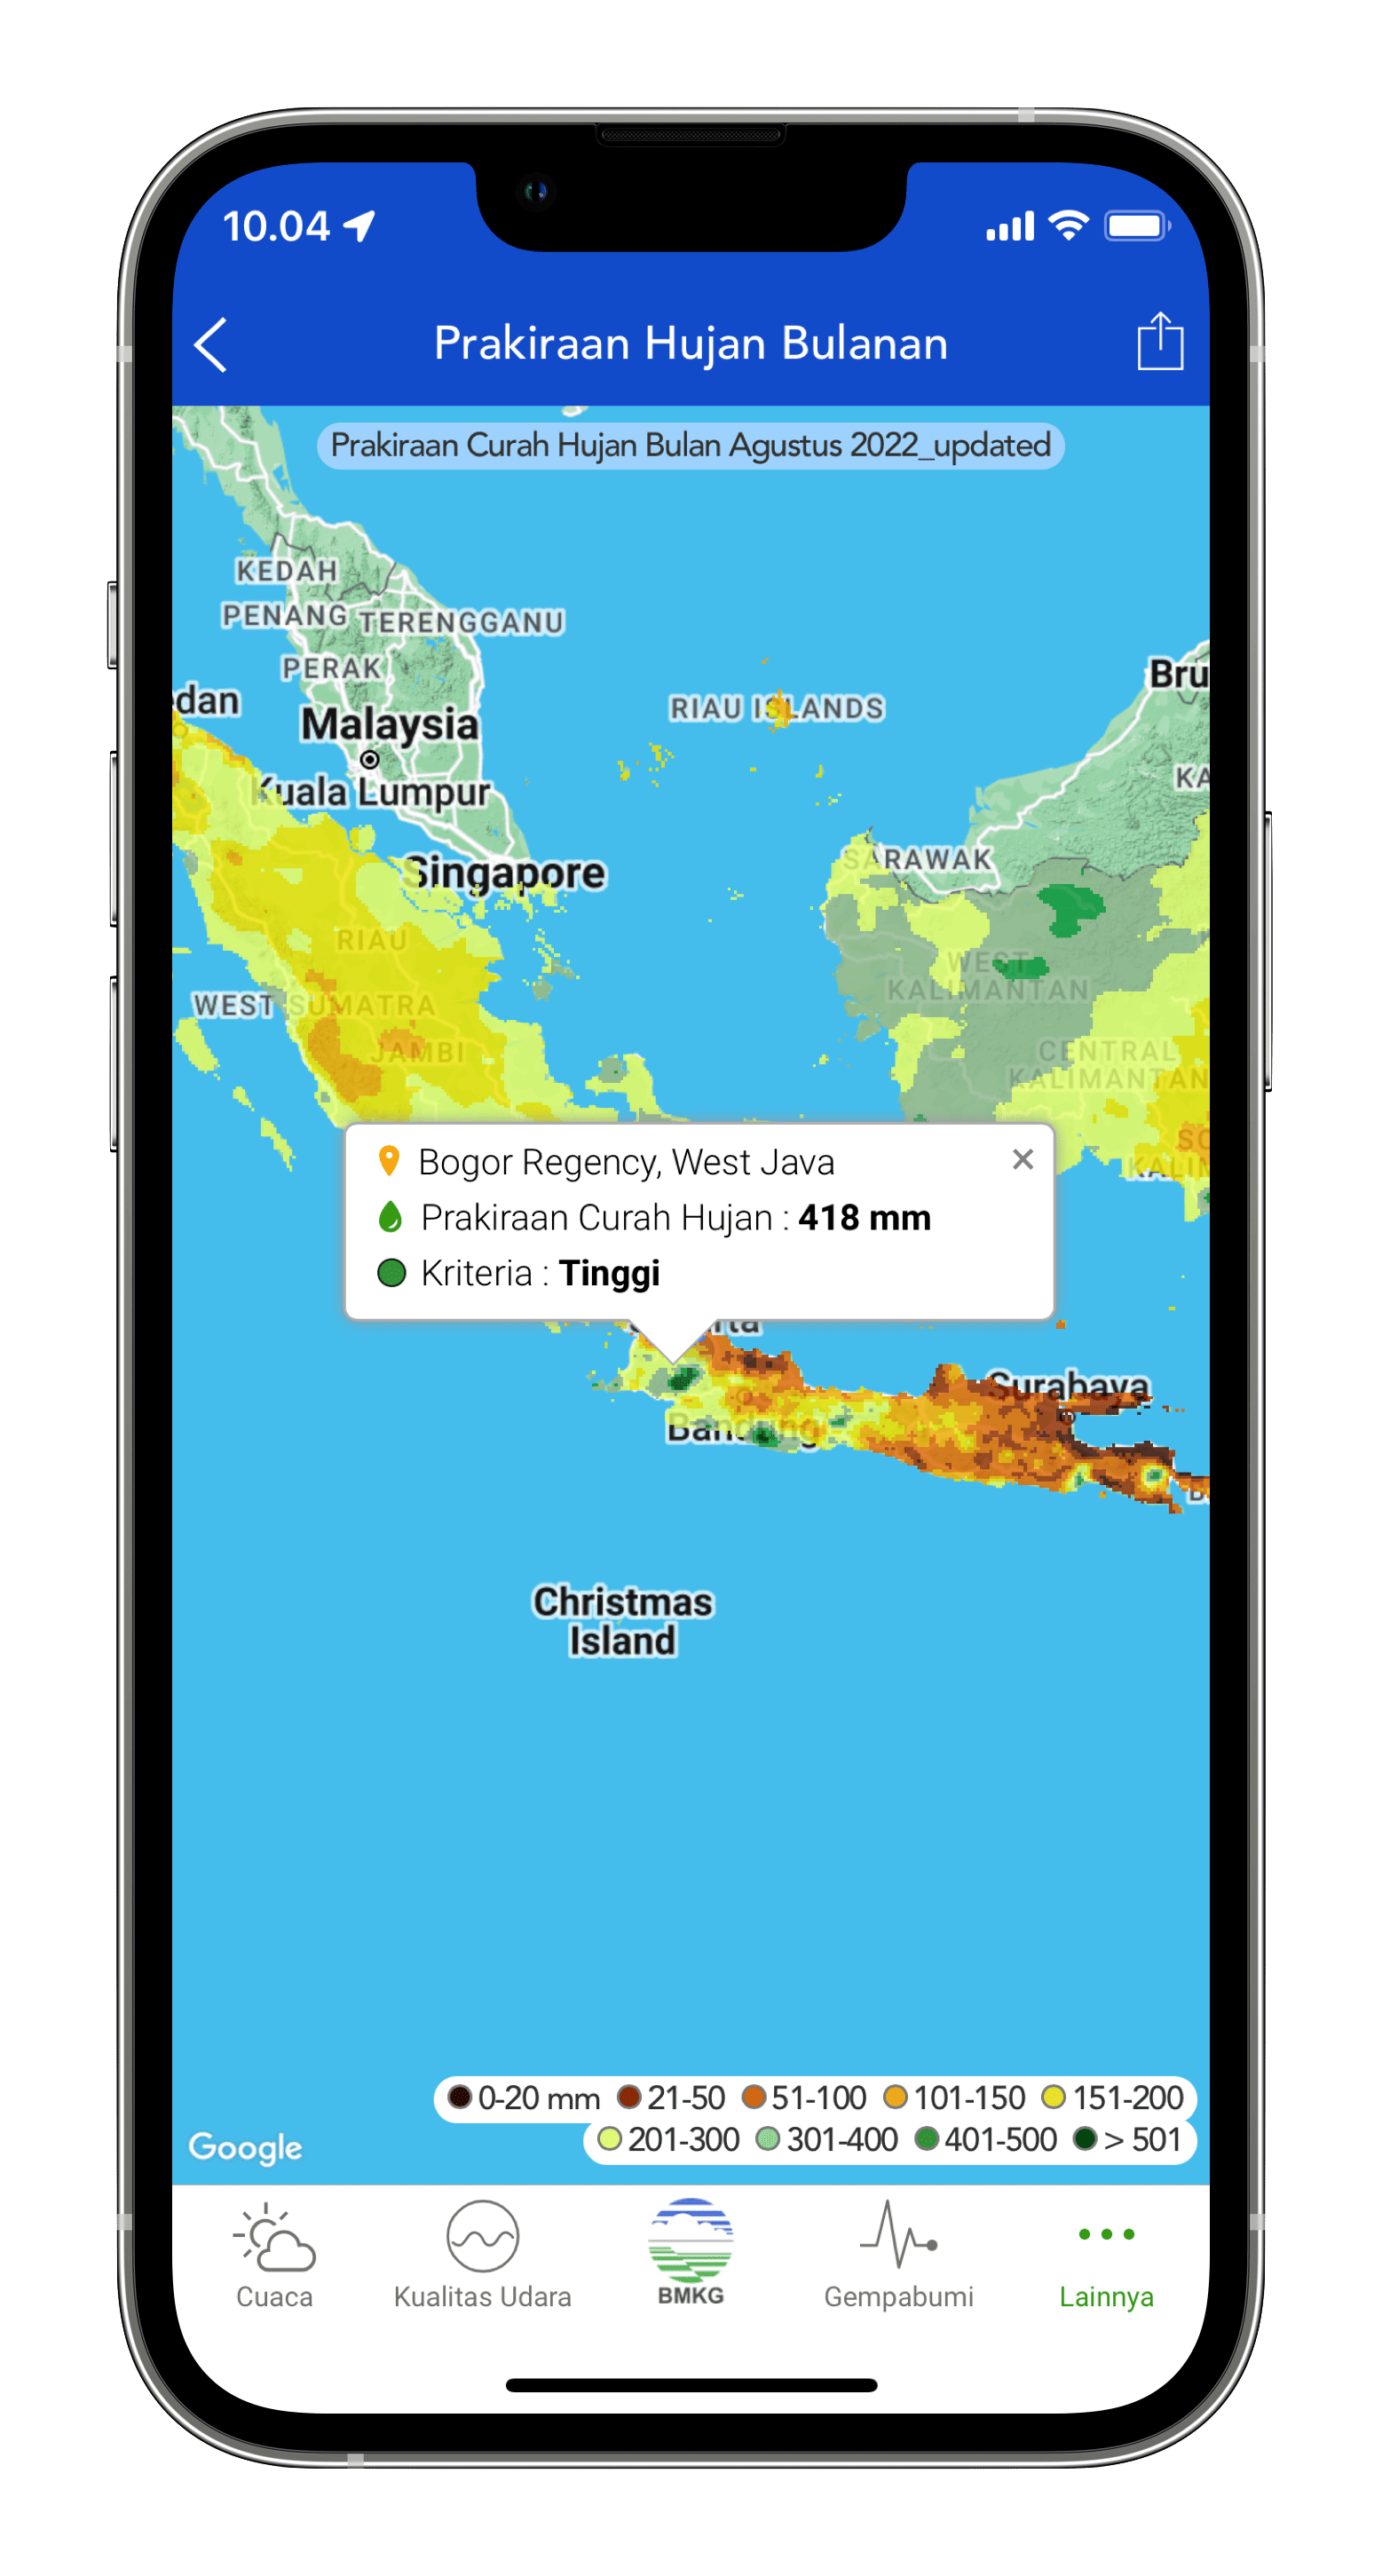 10.04
Prakiraan Hujan Bulanan
Prakiraan Curah Hujan Bulan Agustus 2022_updated
KEDAH
PENANG
TERENGGANU
PERAK
dan
Malaysia
RIAU ISLANDS
Bru
Kuala Lumpur
KA
SARAWAK
Singapore
RIAU
WEST
KALIMANTAN
WEST SUMATRA
JAMBI
CENTRAL
KALIMANTAN
SO
KALIM
Bogor Regency, West Java
Prakiraan Curah Hujan : 418 mm
Kriteria : Tinggi
rta
Surabaya
Bandung
B
Christmas
Island
0-20 mm 21-50 51-100 101-150 151-200
201-300 301-400 401-500 > 501
Google
Cuaca
Kualitas Udara
BMKG
Gempabumi
Lainnya